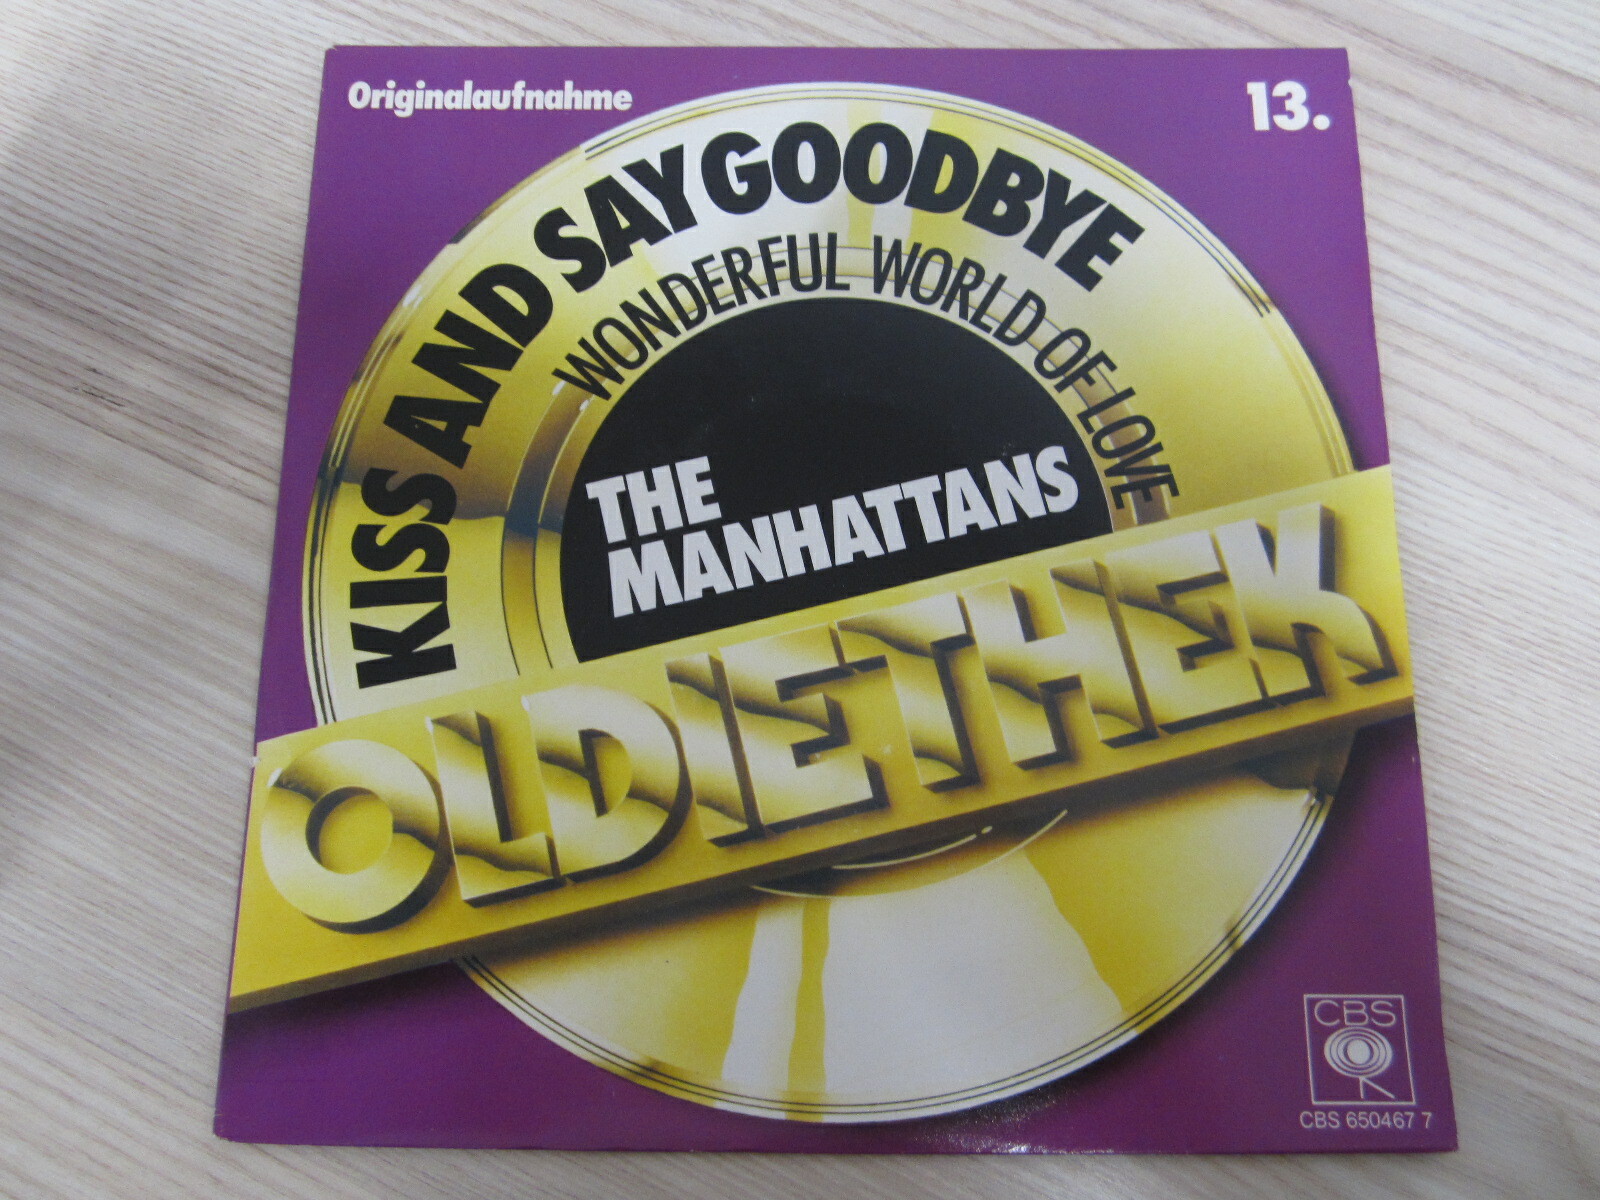 Originalaufnahme
13.
KISS AND SAY GOODBYE
WONDERFUL WORLD OF LOVE
THE
MANHATTANS
OLDIETHEK
CBS
CBS 650467 7